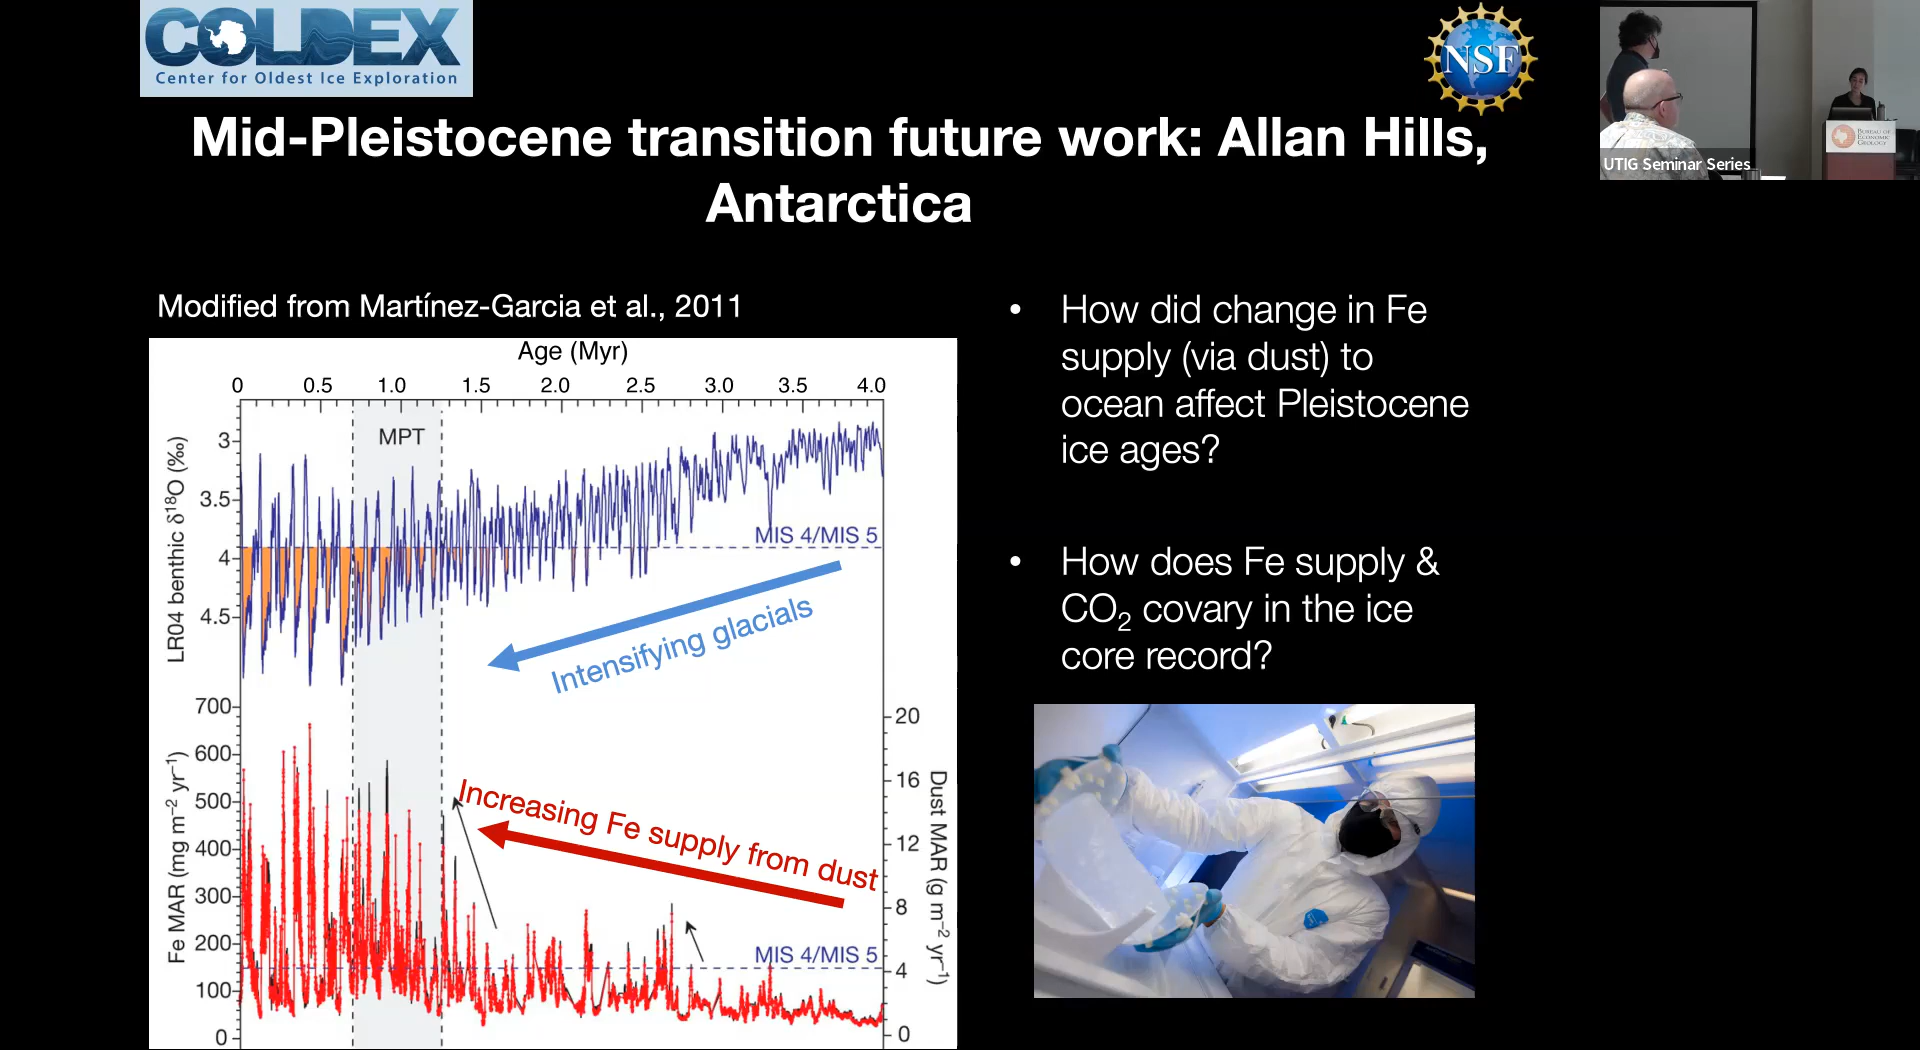 COLDEX
Center for Oldest Ice Exploration
NSF
BUREAU OF
ECONOMIC
GEOLOGY
UTIG Seminar Series
Mid-Pleistocene transition future work: Allan Hills,
Antarctica
Modified from Martínez-Garcia et al., 2011
Age (Myr)
0 0.5 1.0 1.5 2.0 2.5 3.0 3.5 4.0
MPT
LR04 benthic δ¹⁸O (‰)
3
3.5
4
4.5
MIS 4/MIS 5
Intensifying glacials
Fe MAR (mg m⁻² yr⁻¹)
700
600
500
400
300
200
100
0
Increasing Fe supply from dust
MIS 4/MIS 5
20
16
12
8
4
0
Dust MAR (g m⁻² yr⁻¹)
• How did change in Fe
supply (via dust) to
ocean affect Pleistocene
ice ages?
• How does Fe supply &
CO₂ covary in the ice
core record?